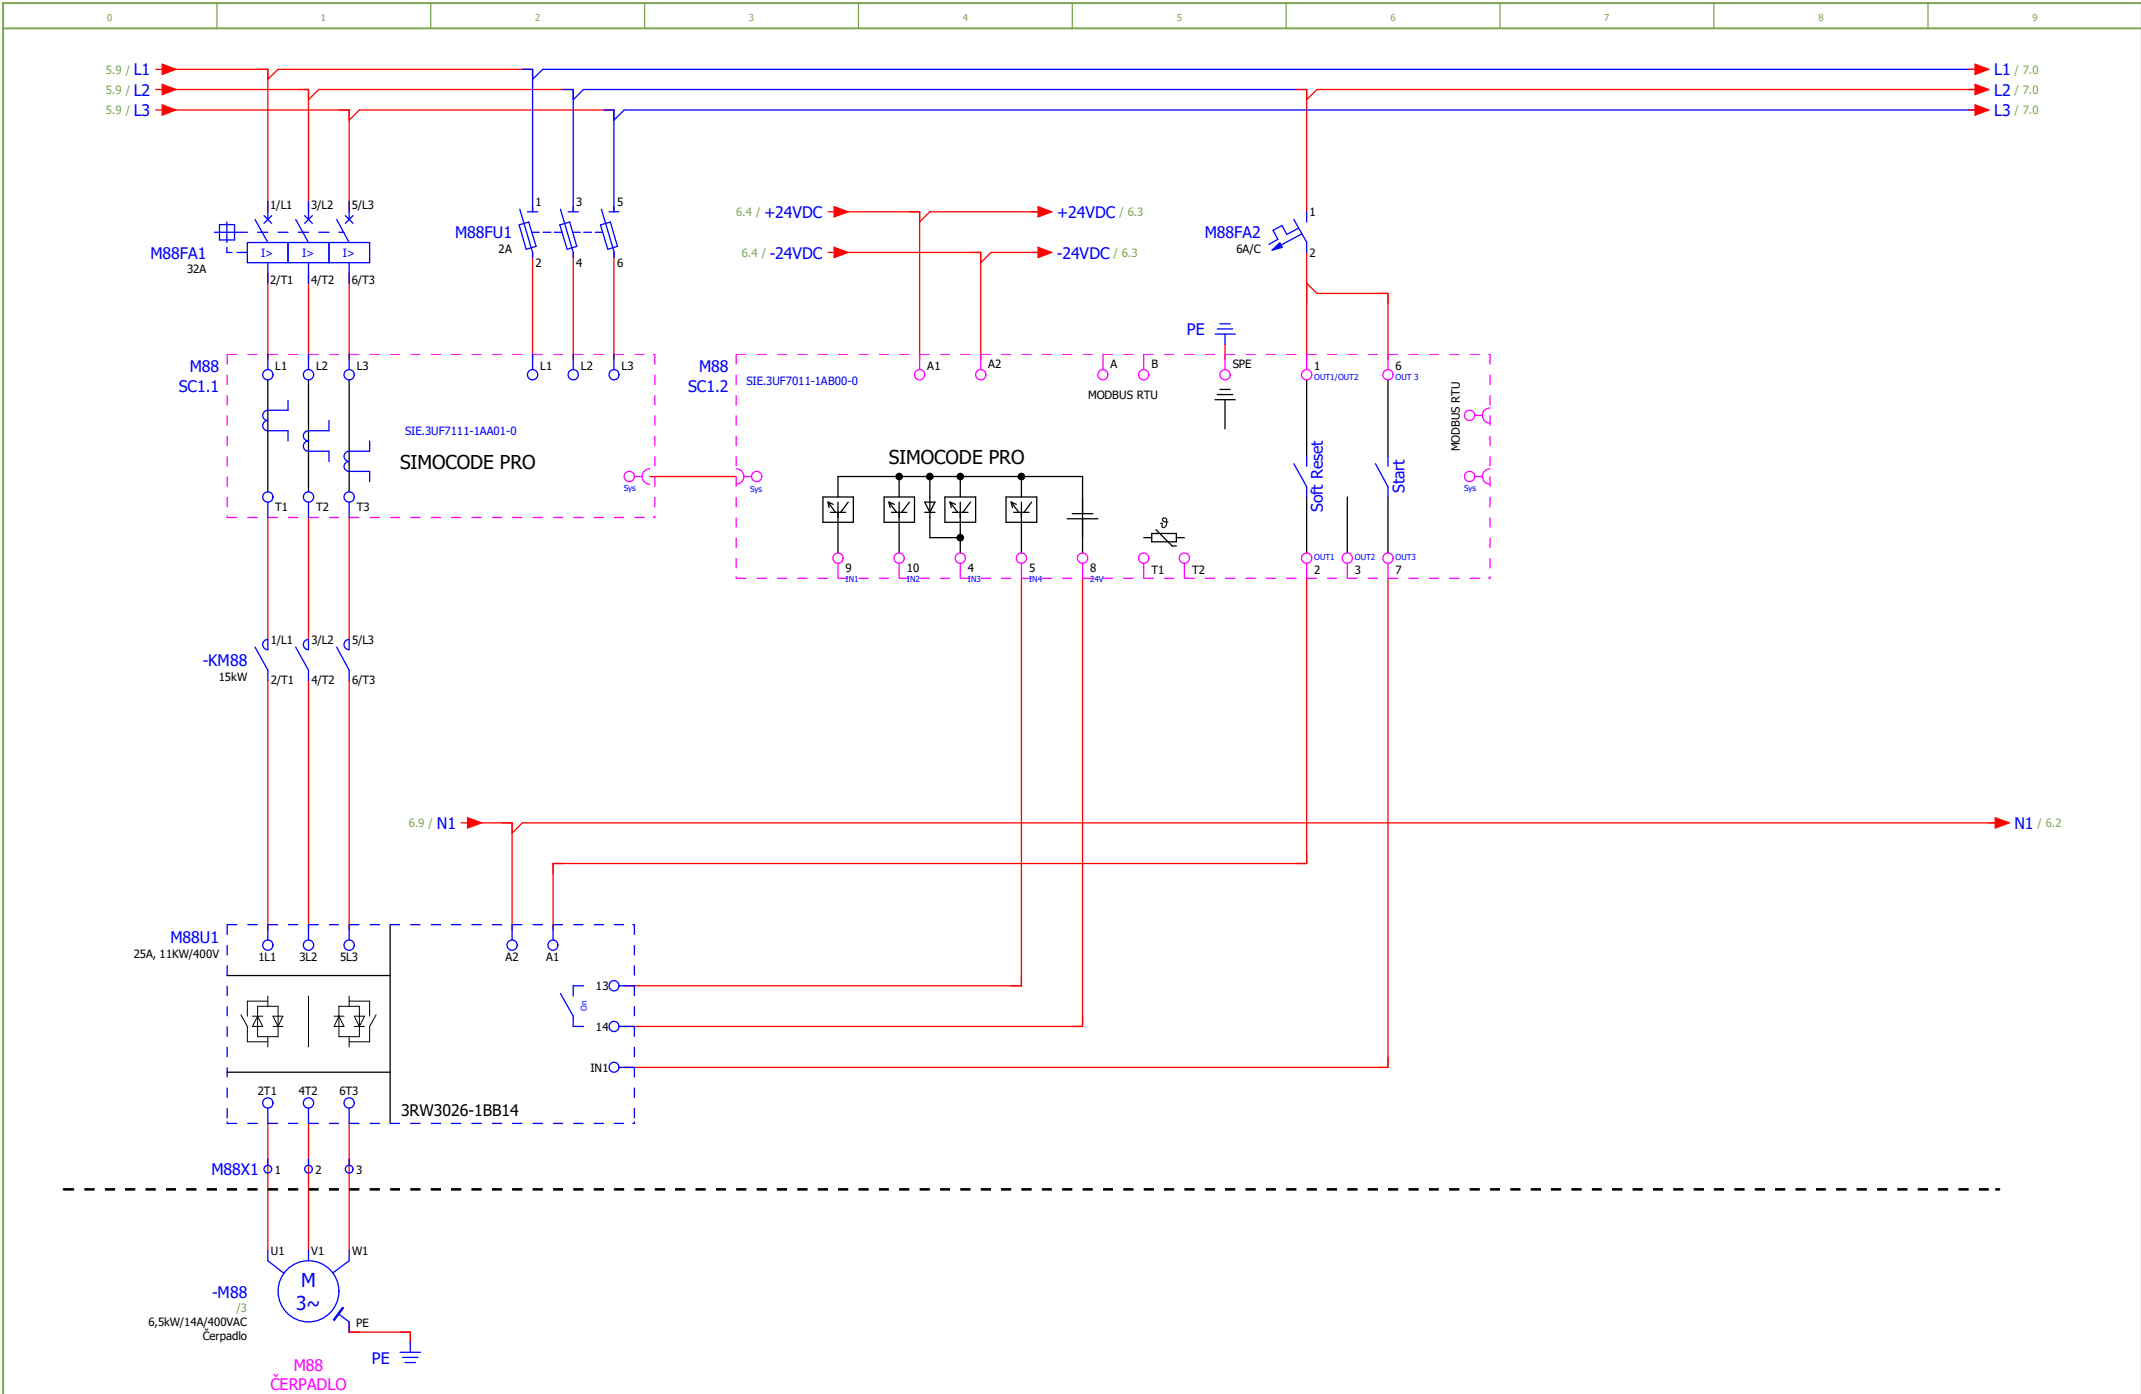 0 1 2 3 4 5 6 7 8 9
5.9 / L1
L1 / 7.0
5.9 / L2
L2 / 7.0
5.9 / L3
L3 / 7.0
1/L1 3/L2 5/L3
M88FA1
32A
I> I> I>
2/T1 4/T2 6/T3
1 3 5
M88FU1
2A
2 4 6
6.4 / +24VDC
+24VDC / 6.3
6.4 / -24VDC
-24VDC / 6.3
1
M88FA2
6A/C
2
PE
M88
SC1.1
L1 L2 L3
L1 L2 L3
SIE.3UF7111-1AA01-0
SIMOCODE PRO
Sys
T1 T2 T3
M88
SC1.2
SIE.3UF7011-1AB00-0
A1 A2
A B
MODBUS RTU
SPE
1
OUT1/OUT2
6
OUT 3
MODBUS RTU
SIMOCODE PRO
Sys
Soft Reset
Start
Sys
ϑ
9
IN1
10
IN2
4
IN3
5
IN4
8
24V
T1 T2
OUT1
2
OUT2
3
OUT3
7
1/L1 3/L2 5/L3
-KM88
15kW
2/T1 4/T2 6/T3
6.9 / N1
N1 / 6.2
M88U1
25A, 11KW/400V
1L1 3L2 5L3
A2 A1
13
On
14
IN1
2T1 4T2 6T3
3RW3026-1BB14
M88X1 1 2 3
U1 V1 W1
M
3~
-M88
/3
6,5kW/14A/400VAC
Čerpadlo
PE
PE
M88
ČERPADLO